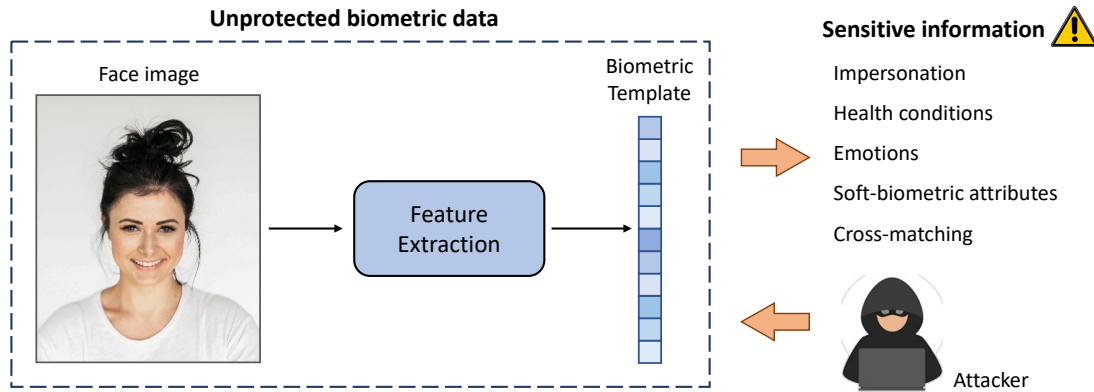 Unprotected biometric data
Face image
Biometric
Template
Feature
Extraction
Sensitive information
Impersonation
Health conditions
Emotions
Soft-biometric attributes
Cross-matching
Attacker